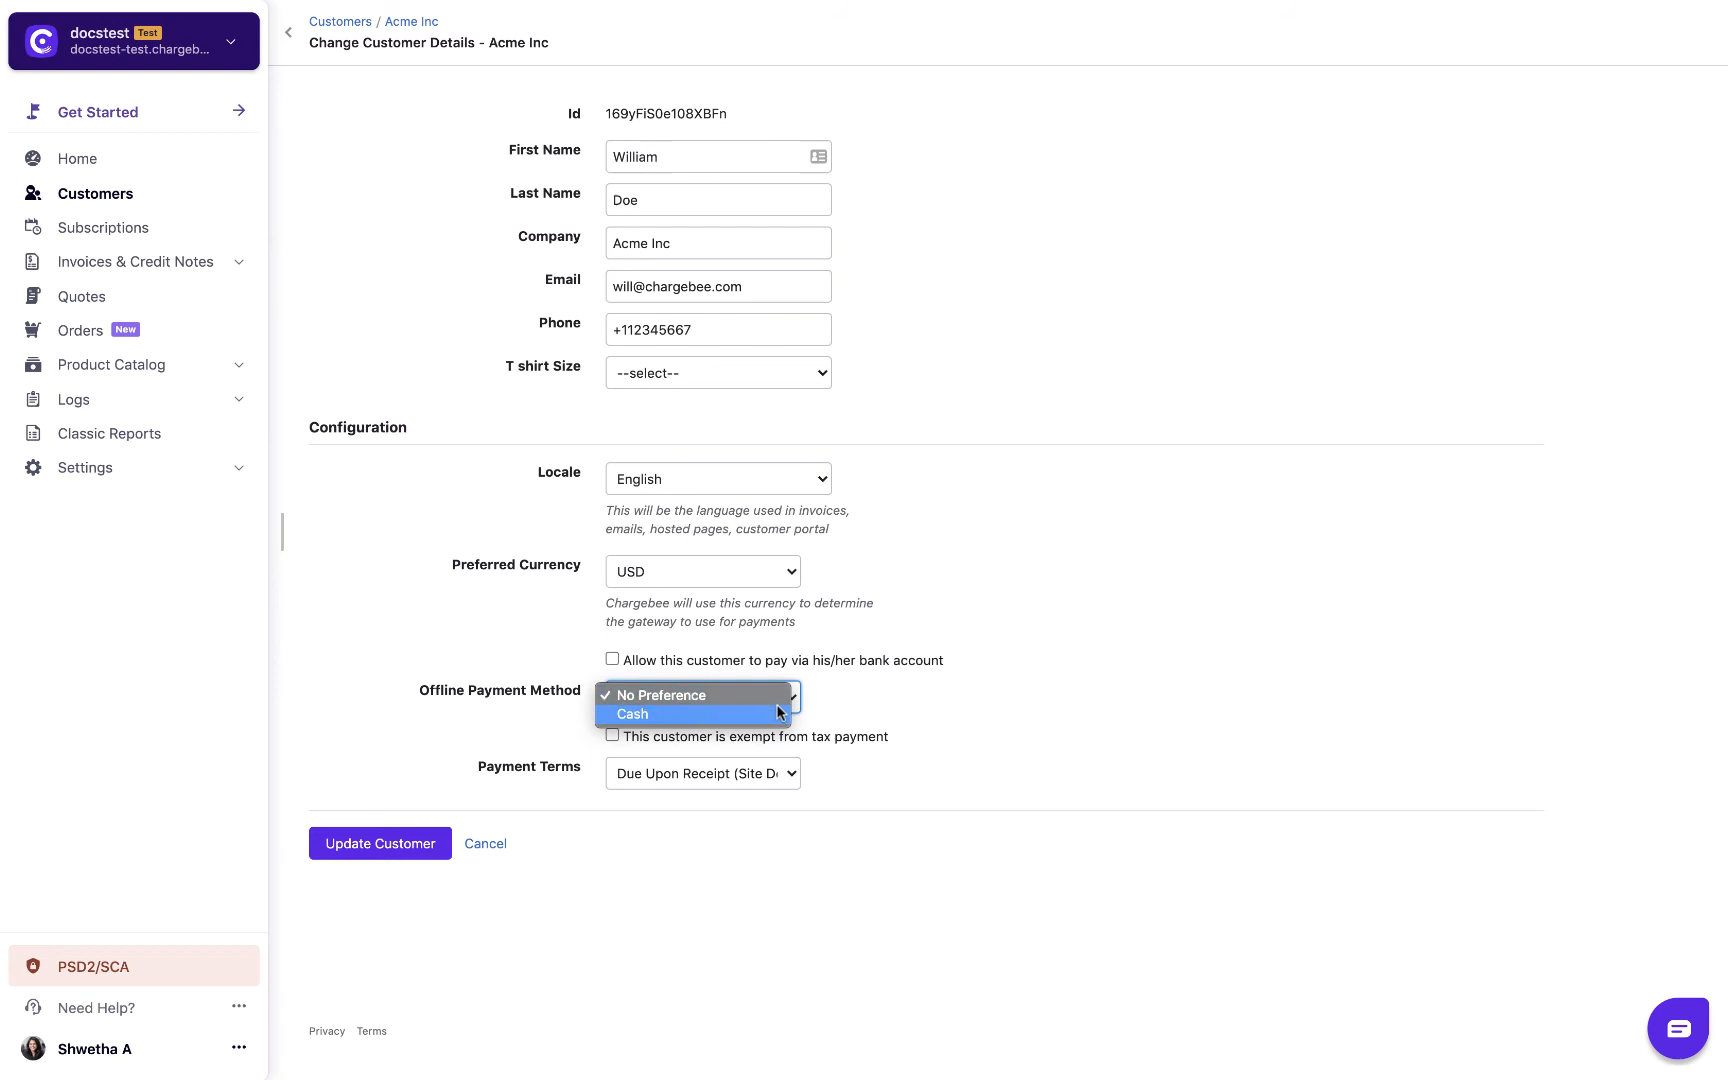 docstest Test
docstest-test.chargeb...
Get Started
Home
Customers
Subscriptions
Invoices & Credit Notes
Quotes
Orders New
Product Catalog
Logs
Classic Reports
Settings
PSD2/SCA
Need Help?
Shwetha A
Customers / Acme Inc
Change Customer Details - Acme Inc
Id 169yFiS0e108XBFn
First Name William
Last Name Doe
Company Acme Inc
Email will@chargebee.com
Phone +112345667
T shirt Size --select--
Configuration
Locale English
This will be the language used in invoices,
emails, hosted pages, customer portal
Preferred Currency USD
Chargebee will use this currency to determine
the gateway to use for payments
Allow this customer to pay via his/her bank account
Offline Payment Method ✓ No Preference
Cash
This customer is exempt from tax payment
Payment Terms Due Upon Receipt (Site D
Update Customer Cancel
Privacy Terms